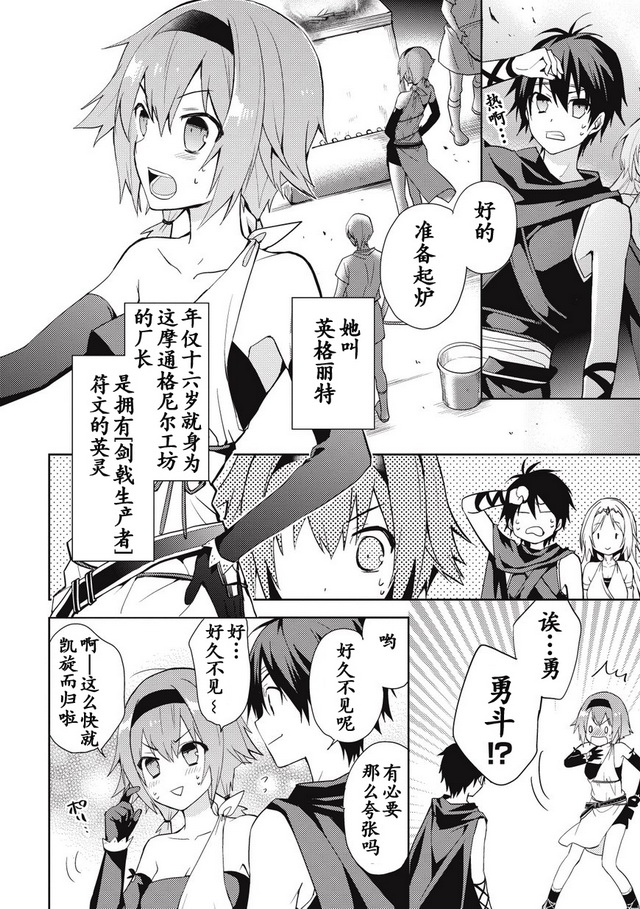 热啊…
好的
准备起炉
她叫
英格丽特
年仅十六岁就身为
这摩通格尼尔工坊
的厂长
是拥有[剑戟生产者]
符文的英灵
诶…勇
勇斗!?
哟
好久不见呢
有必要
那么夸张吗
好…
好久不见~
啊—这么快就
凯旋而归啦